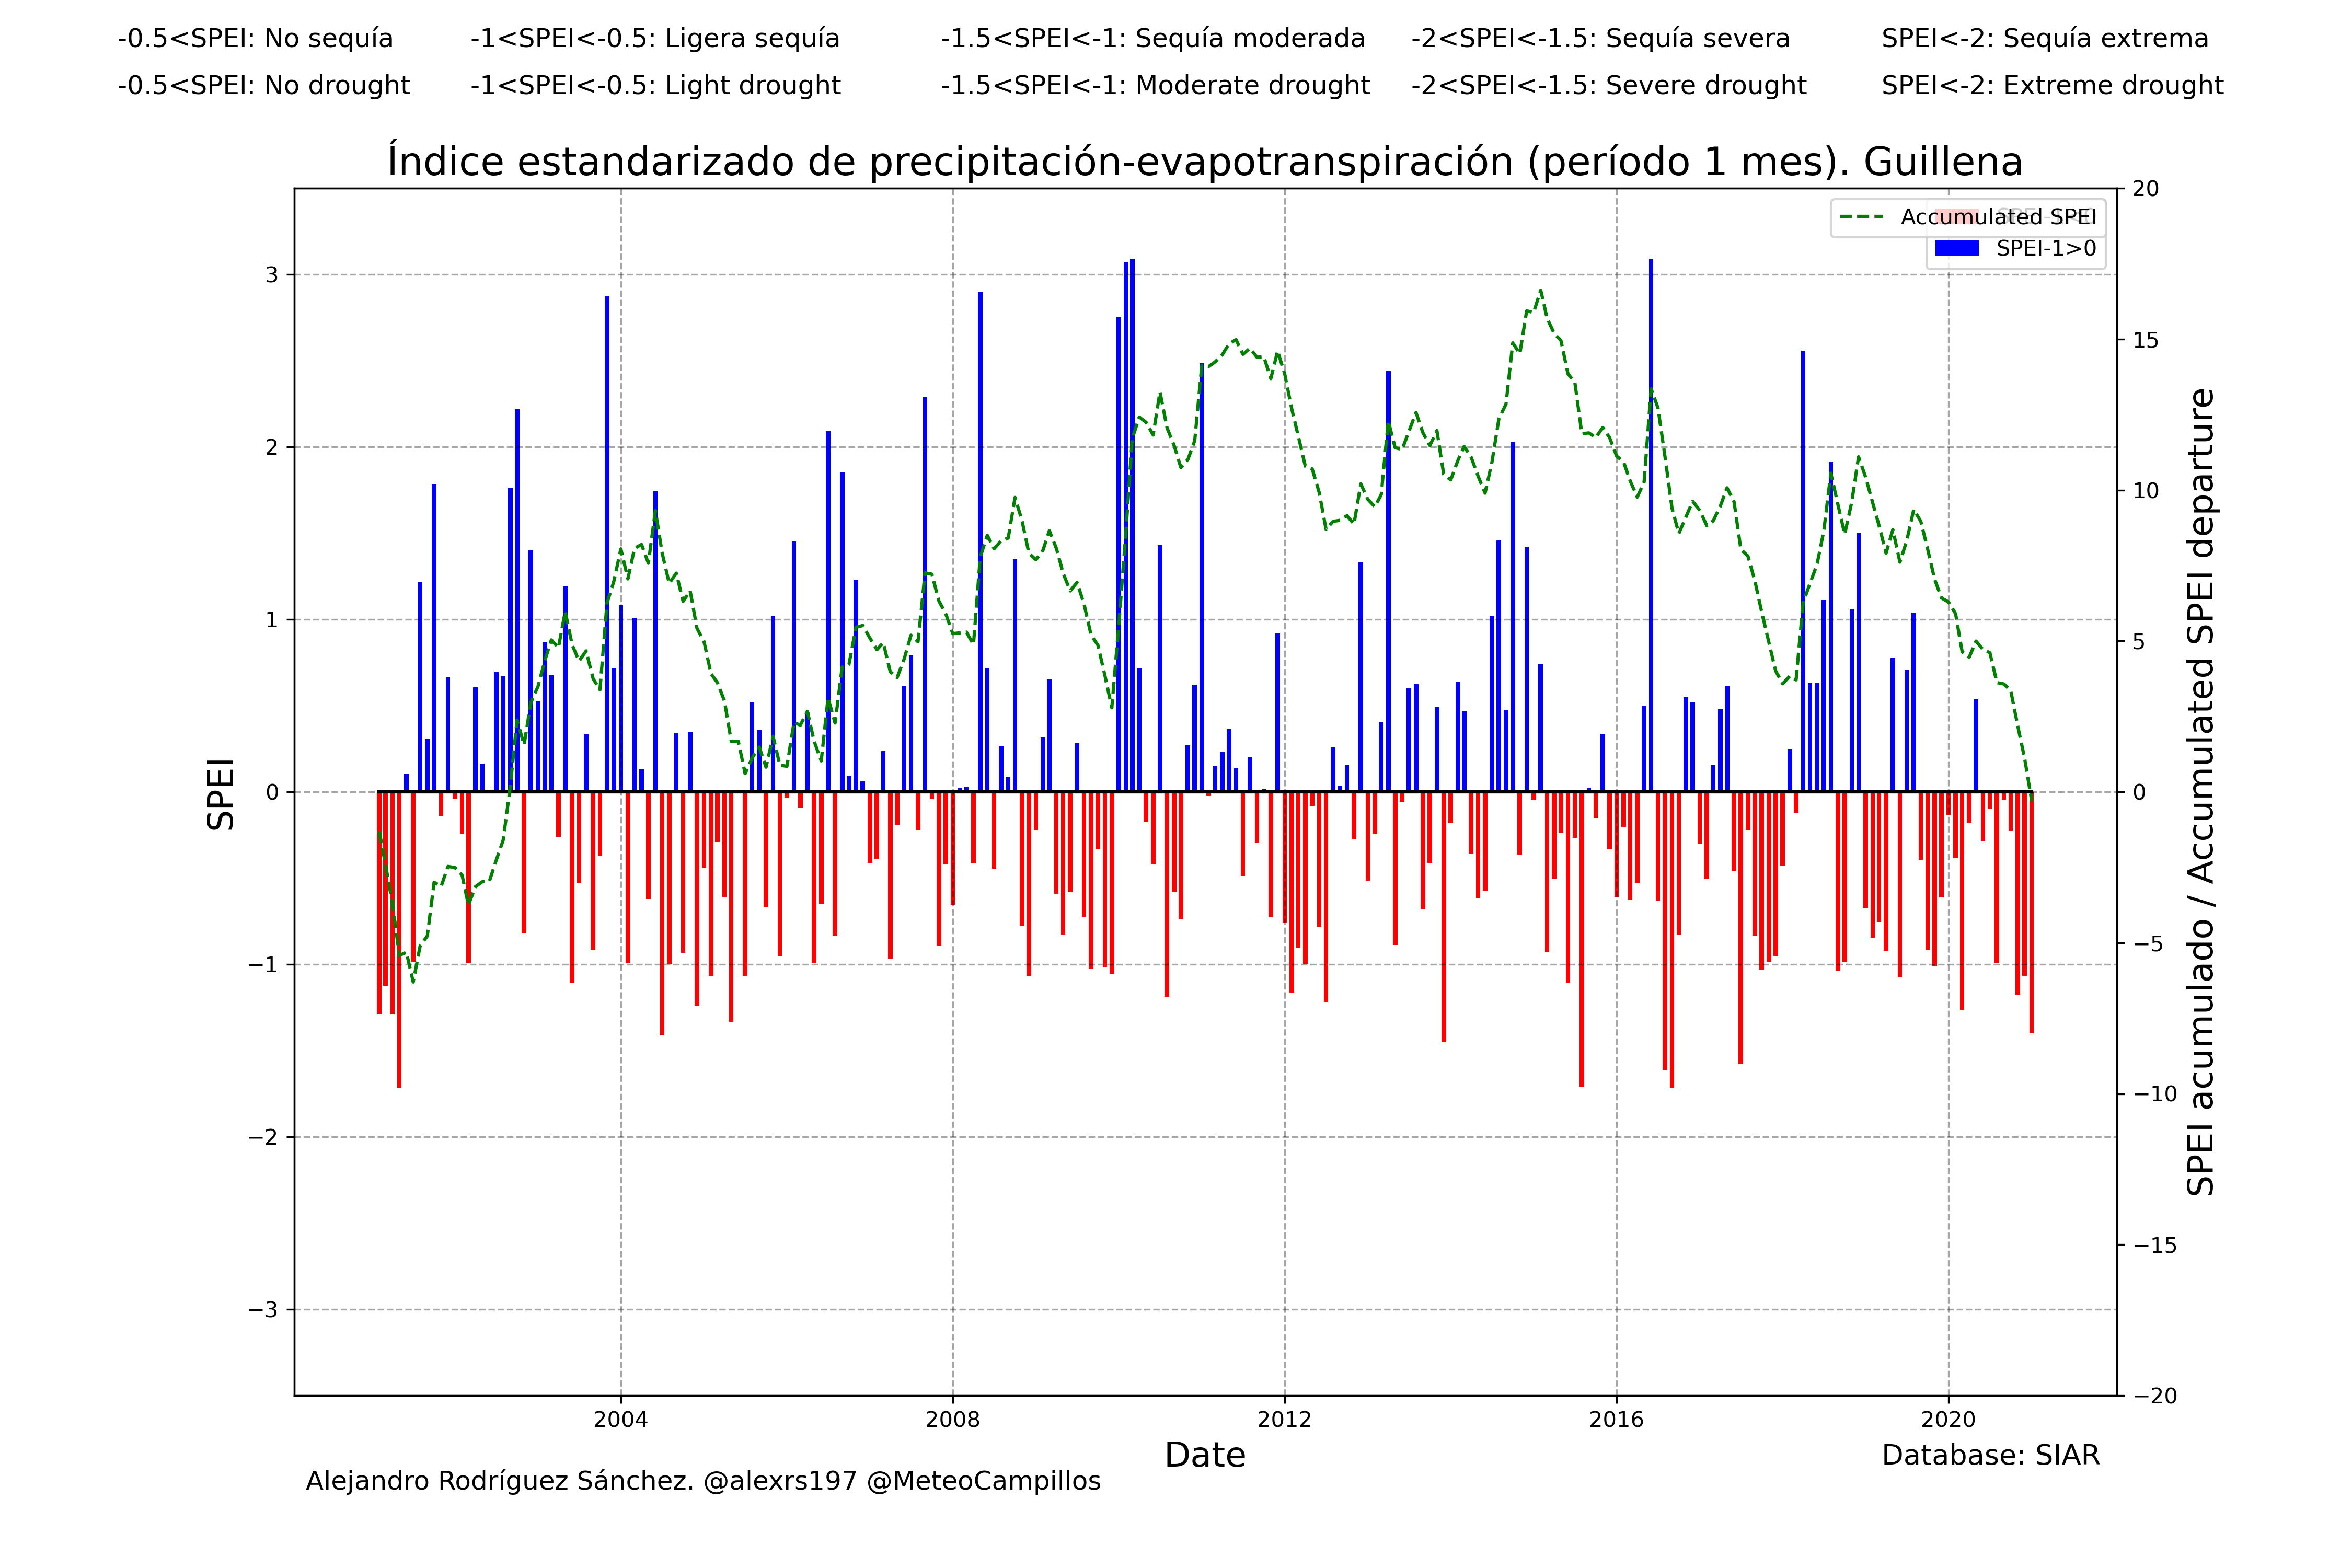 -0.5<SPEI: No sequía -1<SPEI<-0.5: Ligera sequía -1.5<SPEI<-1: Sequía moderada -2<SPEI<-1.5: Sequía severa SPEI<-2: Sequía extrema
-0.5<SPEI: No drought -1<SPEI<-0.5: Light drought -1.5<SPEI<-1: Moderate drought -2<SPEI<-1.5: Severe drought SPEI<-2: Extreme drought
Índice estandarizado de precipitación-evapotranspiración (período 1 mes). Guillena
Accumulated SPEI
SPEI-1>0
3
2
1
0
−1
−2
−3
SPEI
20
15
10
5
0
−5
−10
−15
−20
SPEI acumulado / Accumulated SPEI departure
2004 2008 2012 2016 2020
Date
Database: SIAR
Alejandro Rodríguez Sánchez. @alexrs197 @MeteoCampillos